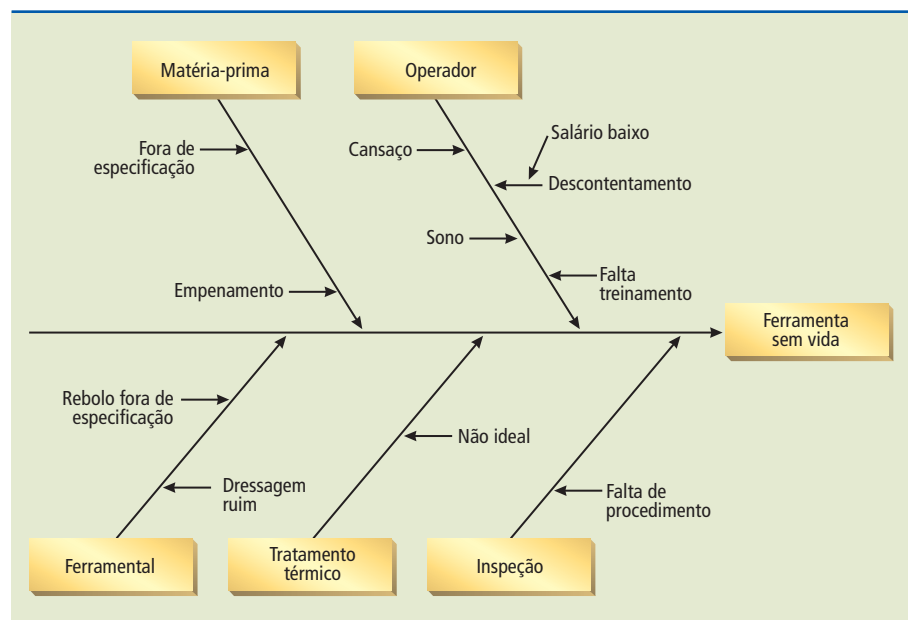 Matéria-prima
Operador
Fora de
especificação
Cansaço
Salário baixo
Descontentamento
Sono
Empenamento
Falta
treinamento
Ferramenta
sem vida
Rebolo fora de
especificação
Não ideal
Dressagem
ruim
Falta de
procedimento
Ferramental
Tratamento
térmico
Inspeção